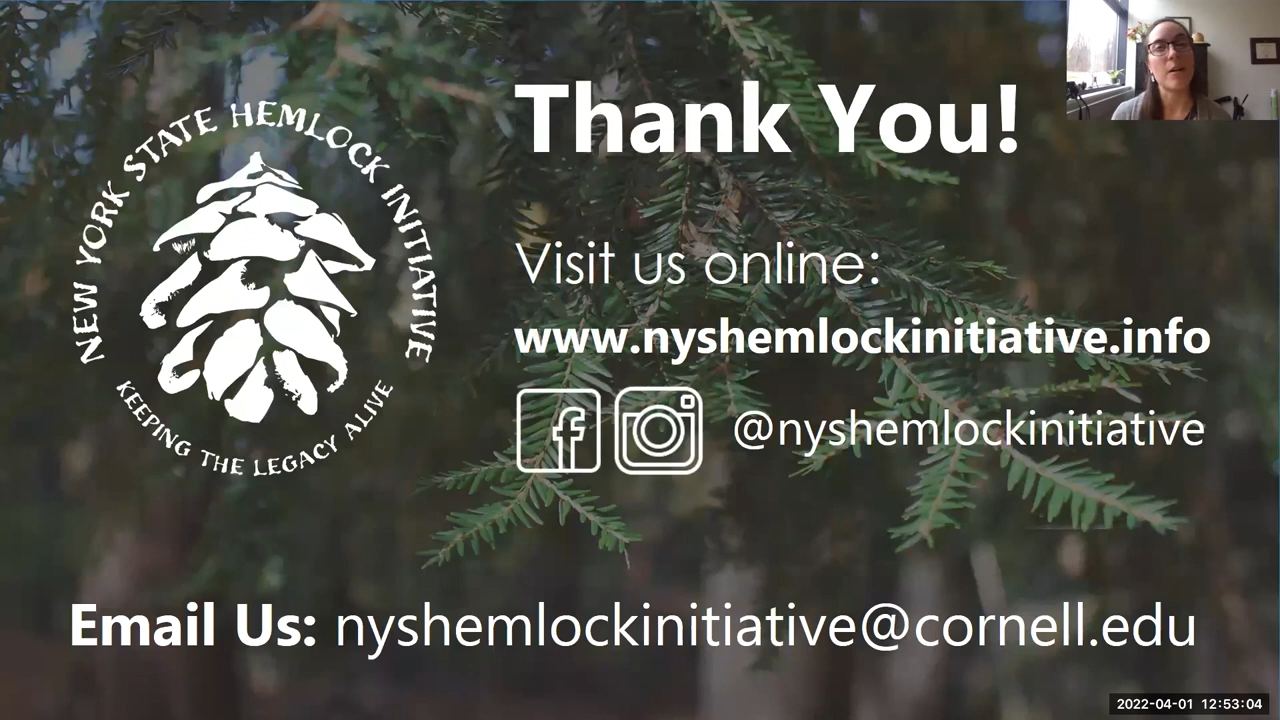 NEW YORK STATE HEMLOCK INITIATIVE
KEEPING THE LEGACY ALIVE
Thank You!
Visit us online:
www.nyshemlockinitiative.info
@nyshemlockinitiative
Email Us: nyshemlockinitiative@cornell.edu
2022-04-01 12:53:04